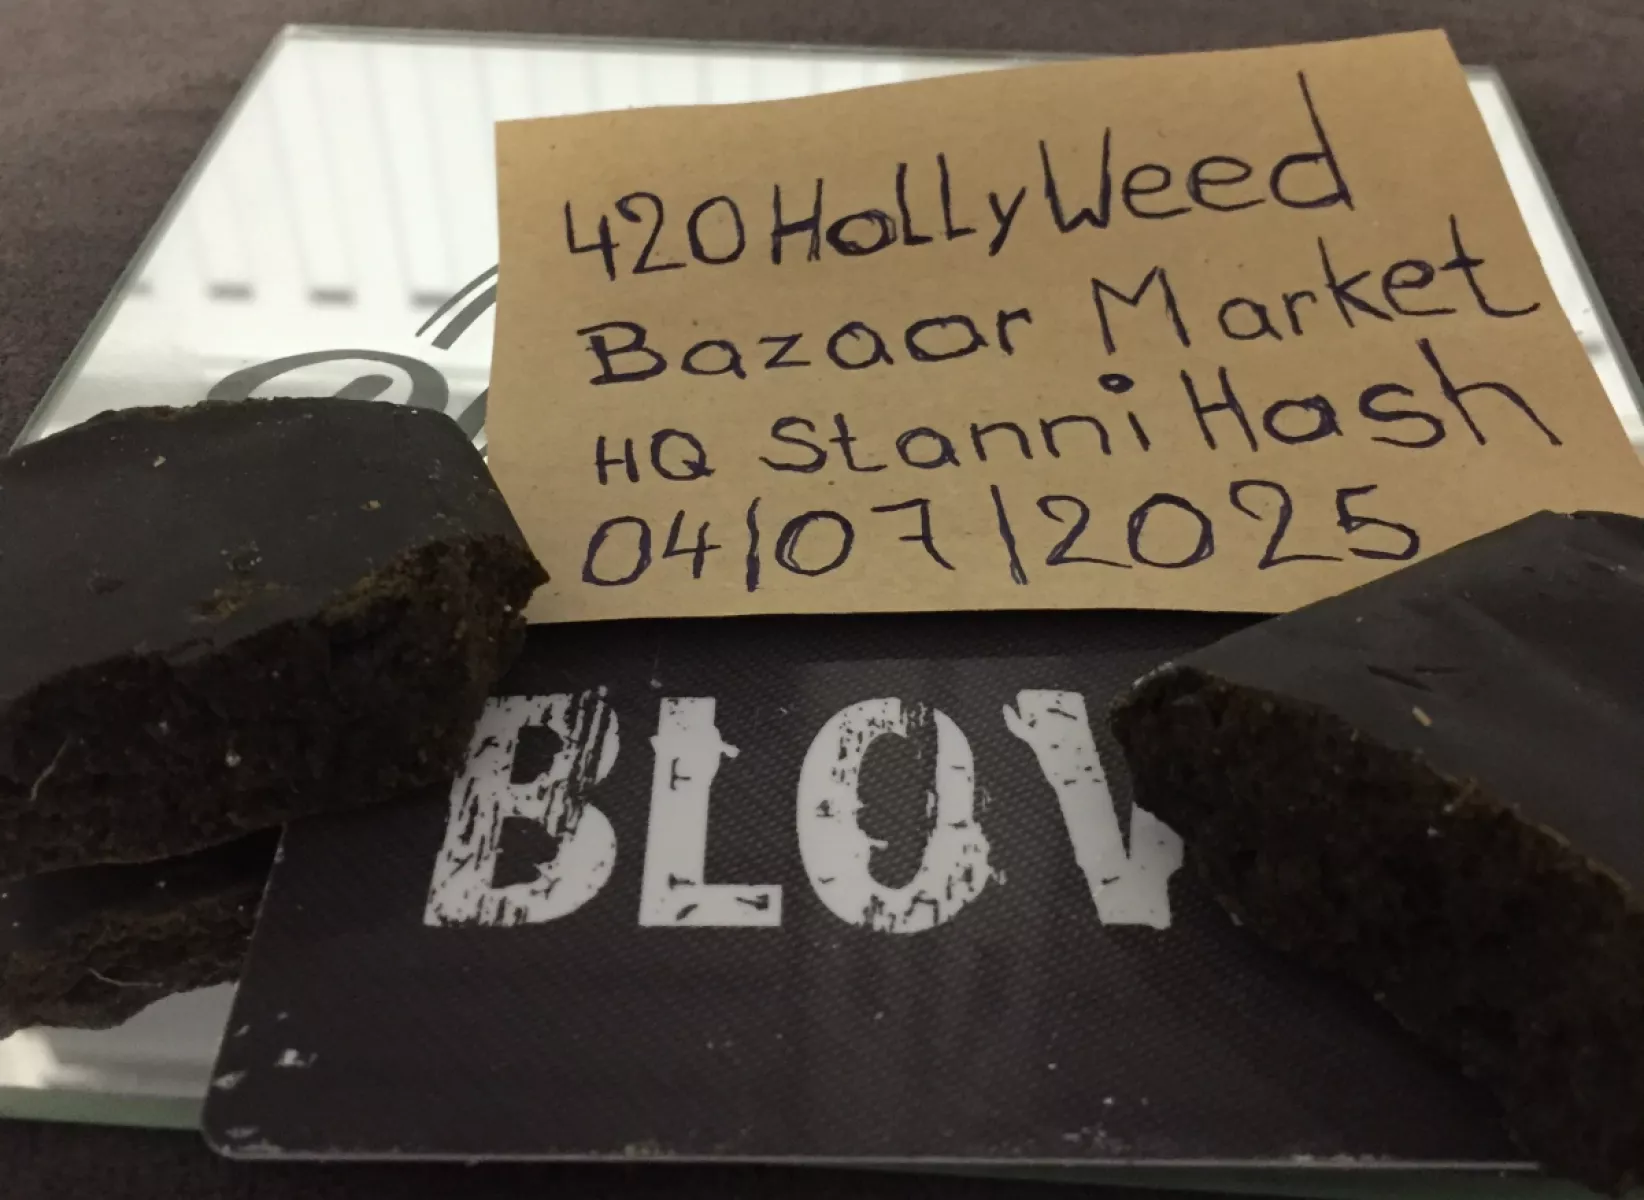 420HollyWeed
Bazaar Market
HQ Stanni Hash
04/07/2025
BLOV